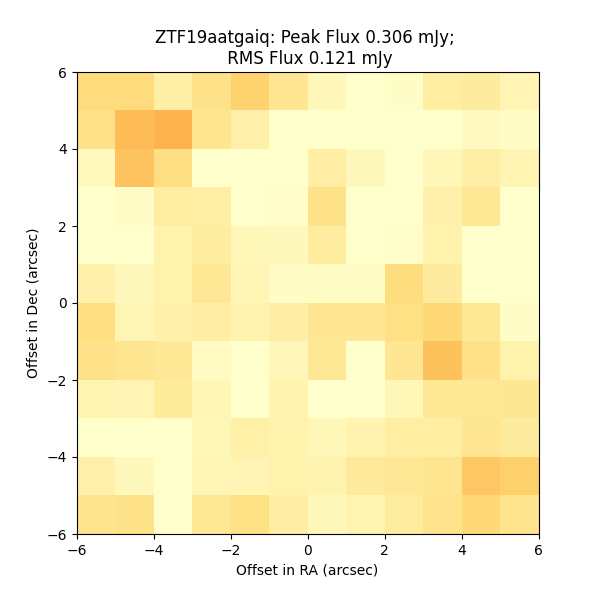 ZTF19aatgaiq: Peak Flux 0.306 mJy;
RMS Flux 0.121 mJy
6
4
2
0
−2
−4
−6
Offset in Dec (arcsec)
−6 −4 −2 0 2 4 6
Offset in RA (arcsec)